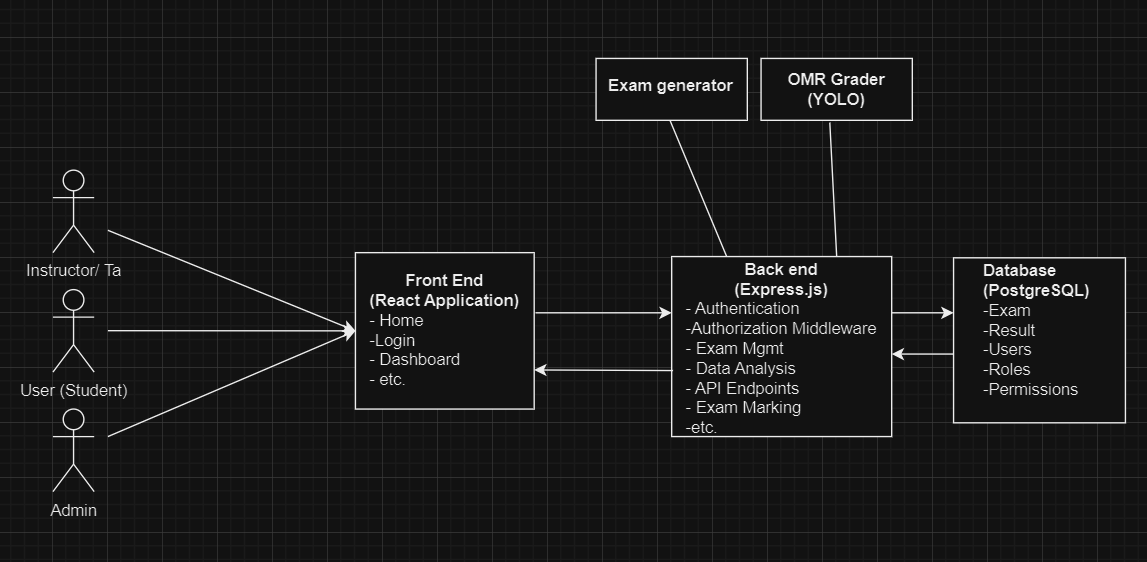 Exam generator
OMR Grader
(YOLO)
Instructor/ Ta
User (Student)
Admin
Front End
(React Application)
- Home
-Login
- Dashboard
- etc.
Back end
(Express.js)
- Authentication
-Authorization Middleware
- Exam Mgmt
- Data Analysis
- API Endpoints
- Exam Marking
-etc.
Database
(PostgreSQL)
-Exam
-Result
-Users
-Roles
-Permissions